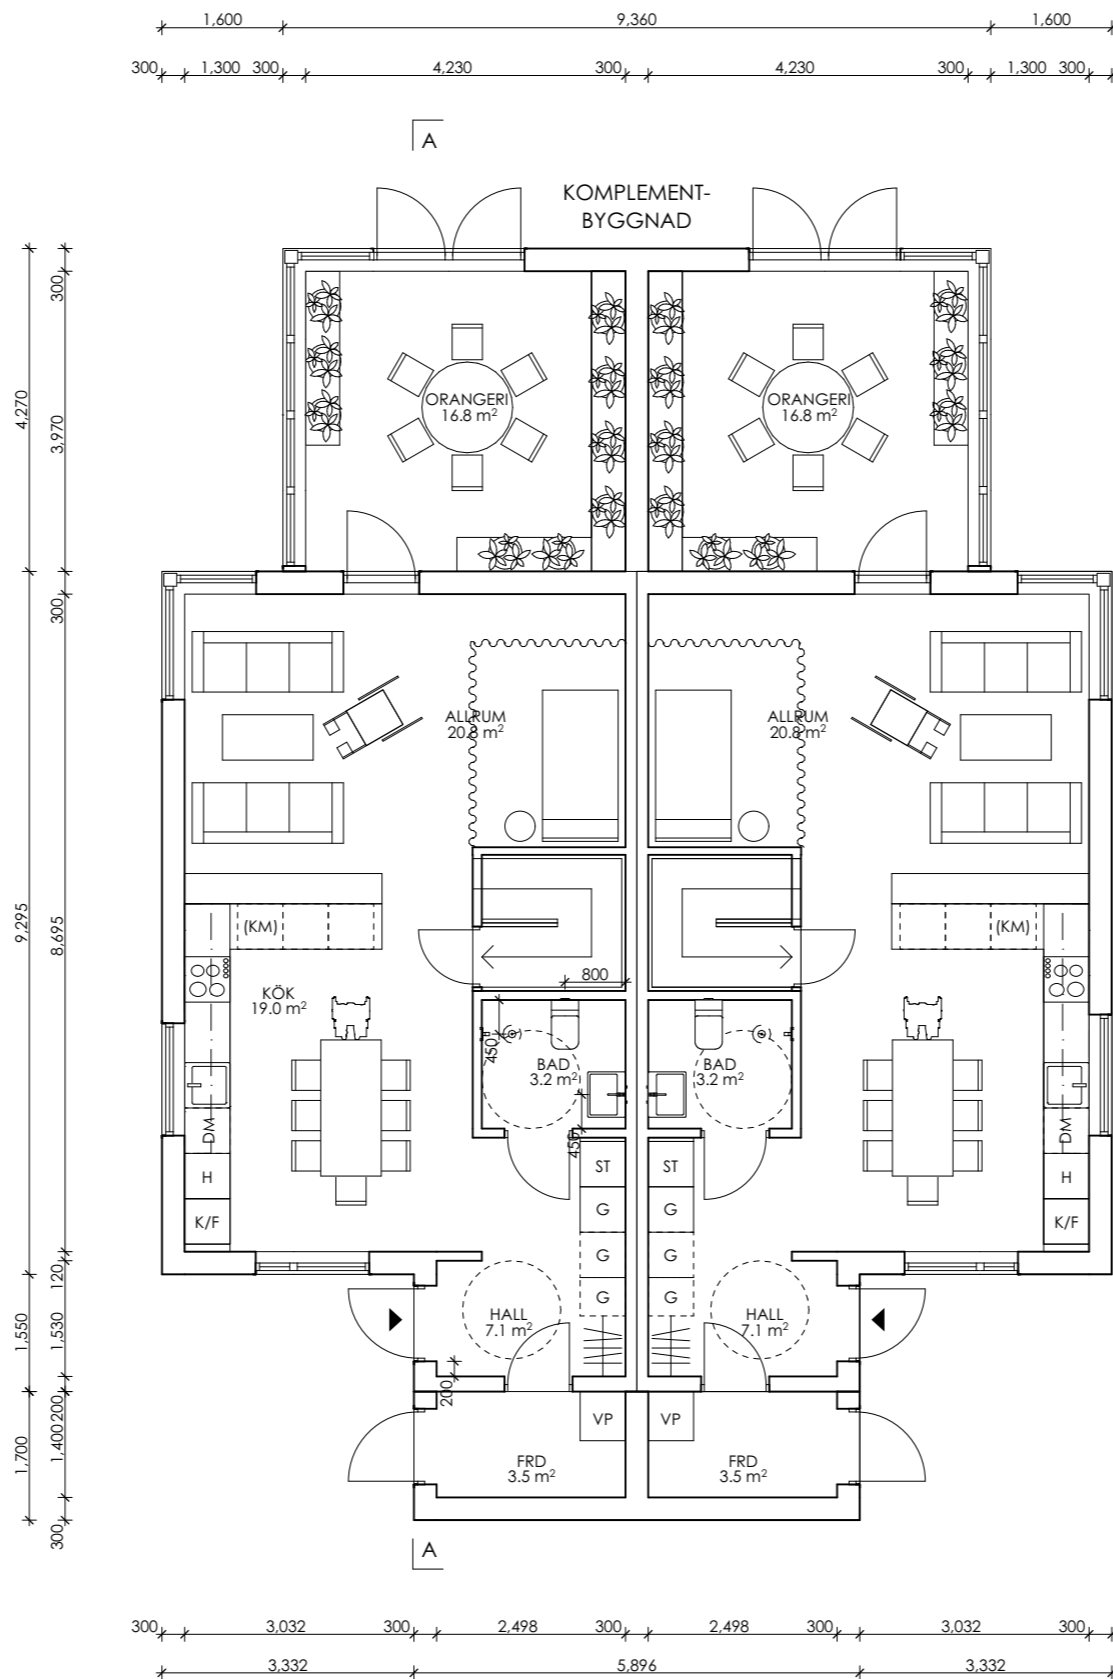 1,600 9,360 1,600
300 1,300 300 4,230 300 4,230 300 1,300 300
A
KOMPLEMENT-
BYGGNAD
300
4,270
3,970
ORANGERI
16.8 m²
ORANGERI
16.8 m²
300
ALLRUM
20.8 m²
ALLRUM
20.8 m²
9,295
8,695
(KM)
(KM)
800
KÖK
19.0 m²
450
BAD
3.2 m²
BAD
3.2 m²
DM
DM
450
H
ST
ST
H
K/F
G
G
K/F
G
G
G
G
120
1,550
1,530
HALL
7.1 m²
HALL
7.1 m²
200
200
1,400
1,700
VP
VP
FRD
3.5 m²
FRD
3.5 m²
300
A
300 3,032 300 2,498 300 2,498 300 3,032 300
3,332 5,896 3,332